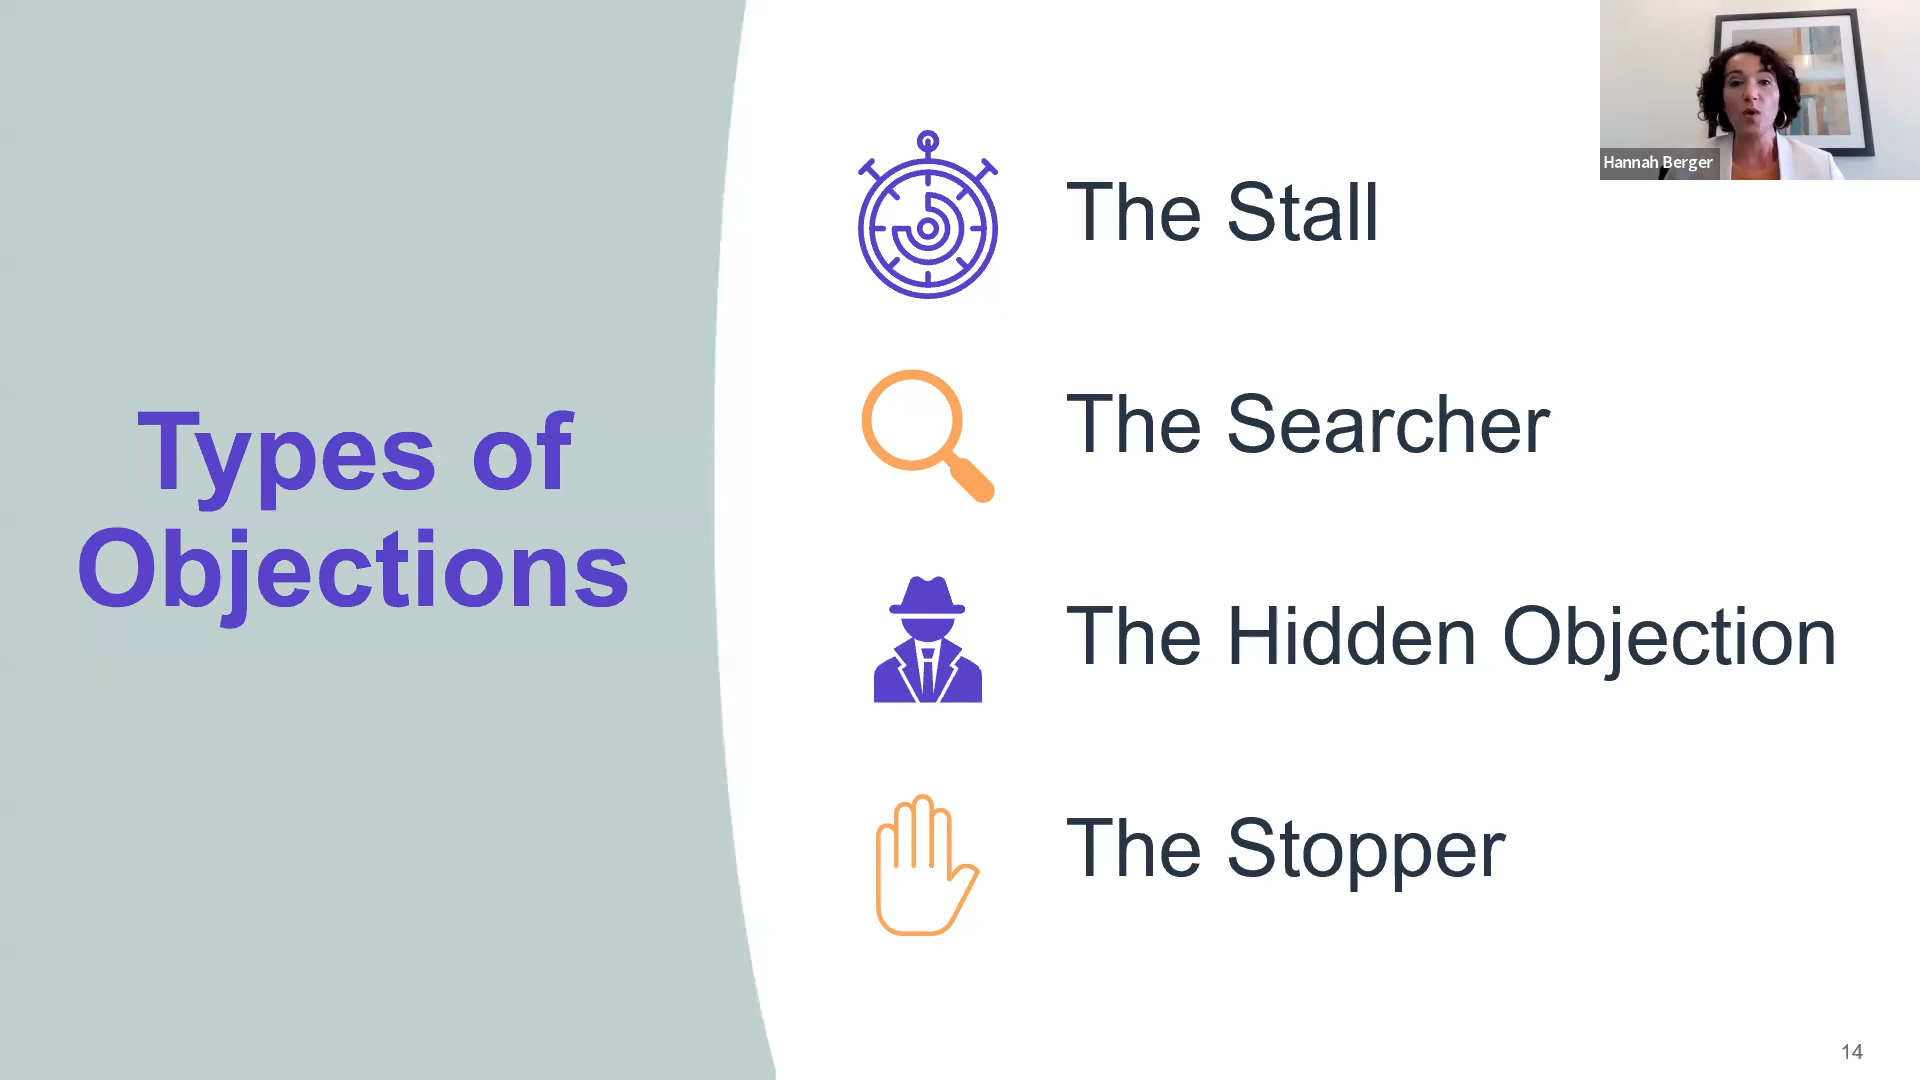 Types of
Objections
The Stall
The Searcher
The Hidden Objection
The Stopper
Hannah Berger
14